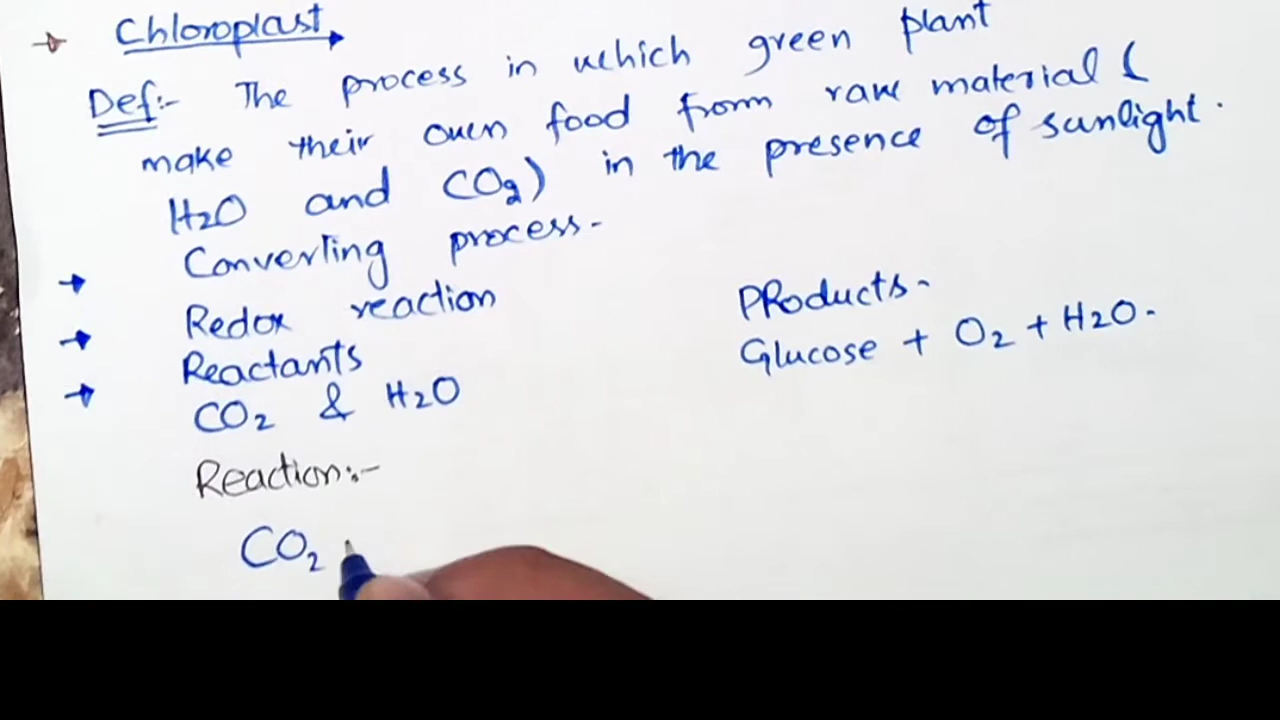 Chloroplast
Def:- The process in which green plant
make their own food from raw material (
H2O and CO2) in the presence of sunlight.
Converting process.
Redox reaction
Reactants
CO2 & H2O
PRoducts.
Glucose + O2 + H2O.
Reaction:-
CO2